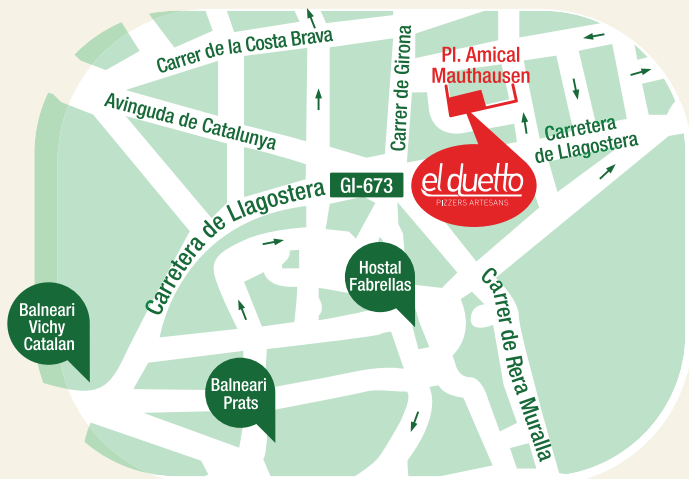 Carrer de la Costa Brava
Carrer de Girona
Pl. Amical
Mauthausen
Avinguda de Catalunya
Carretera
de Llagostera
Carretera de Llagostera
GI-673
el duetto
PIZZERS ARTESANS
Hostal
Fabrellas
Carrer de Rera Muralla
Balneari
Vichy
Catalan
Balneari
Prats